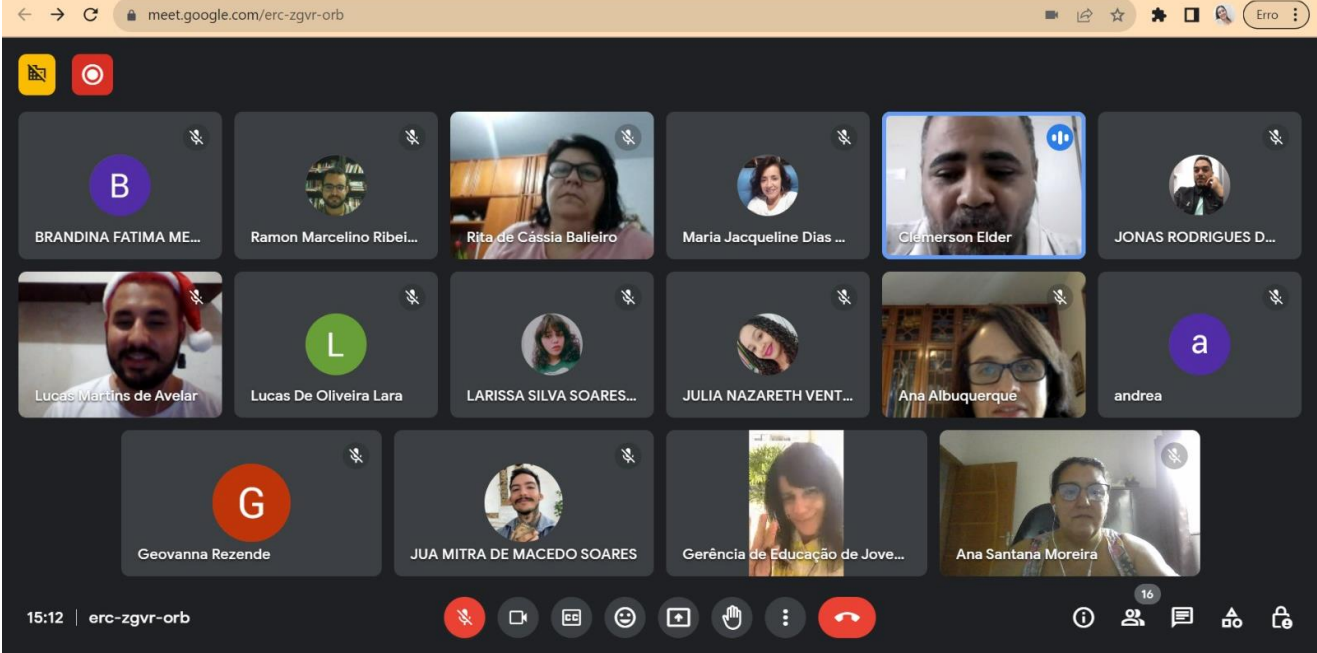 meet.google.com/erc-zgvr-orb
Erro
B
BRANDINA FATIMA ME...
Ramon Marcelino Ribei...
Rita de Cássia Balieiro
Maria Jacqueline Dias ...
Clemerson Elder
JONAS RODRIGUES D...
Lucas Martins de Avelar
L
Lucas De Oliveira Lara
LARISSA SILVA SOARES...
JULIA NAZARETH VENT...
Ana Albuquerque
a
andrea
G
Geovanna Rezende
JUA MITRA DE MACEDO SOARES
Gerência de Educação de Jove...
Ana Santana Moreira
15:12 | erc-zgvr-orb
CC
16